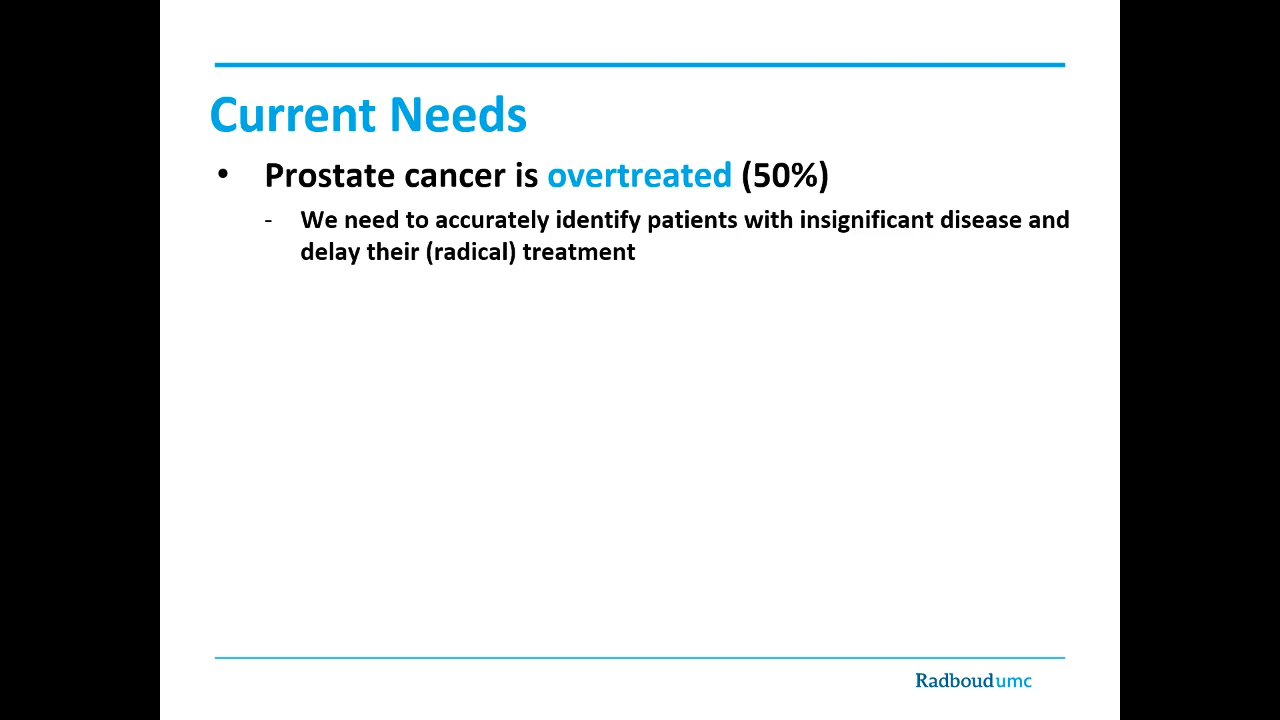 Current Needs
• Prostate cancer is overtreated (50%)
- We need to accurately identify patients with insignificant disease and
delay their (radical) treatment
Radboudumc